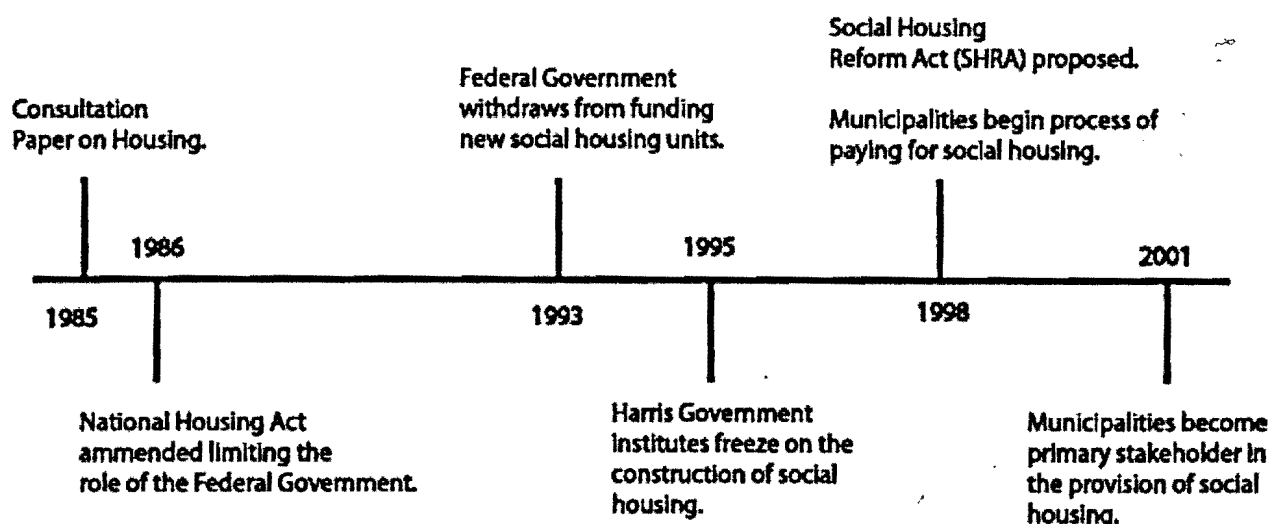 Consultation
Paper on Housing.
1985
1986
National Housing Act
ammended limiting the
role of the Federal Government.
Federal Government
withdraws from funding
new social housing units.
1993
1995
Harris Government
institutes freeze on the
construction of social
housing.
Social Housing
Reform Act (SHRA) proposed.
Municipalities begin process of
paying for social housing.
1998
2001
Municipalities become
primary stakeholder in
the provision of social
housing.